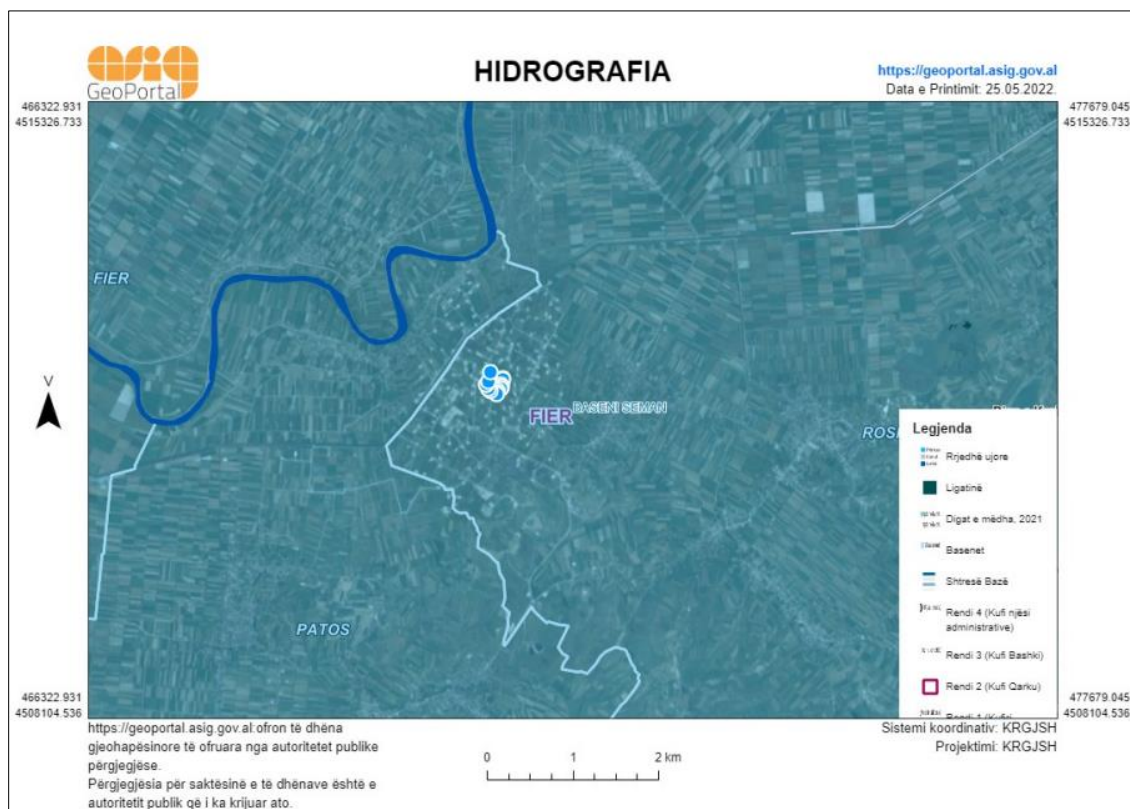 asig
GeoPortal
HIDROGRAFIA
https://geoportal.asig.gov.al
Data e Printimit: 25.05.2022.
466322.931
4515326.733
477679.045
4515326.733
FIER
V
FIER
BASENI SEMAN
PATOS
Legjenda
Rrjedhë ujore
Ligatinë
Digat e mëdha, 2021
Basenet
Shtresë Bazë
Rendi 4 (Kufi njësi
administrative)
Rendi 3 (Kufi Bashki)
Rendi 2 (Kufi Qarku)
466322.931
4508104.536
477679.045
4508104.536
https://geoportal.asig.gov.al ofron të dhëna
gjeohapësinore të ofruara nga autoritetet publike
përgjegjëse.
Përgjegjësia për saktësinë e të dhënave është e
autoritetit publik që i ka krijuar ato.
0 1 2 km
Sistemi koordinativ: KRGJSH
Projektimi: KRGJSH